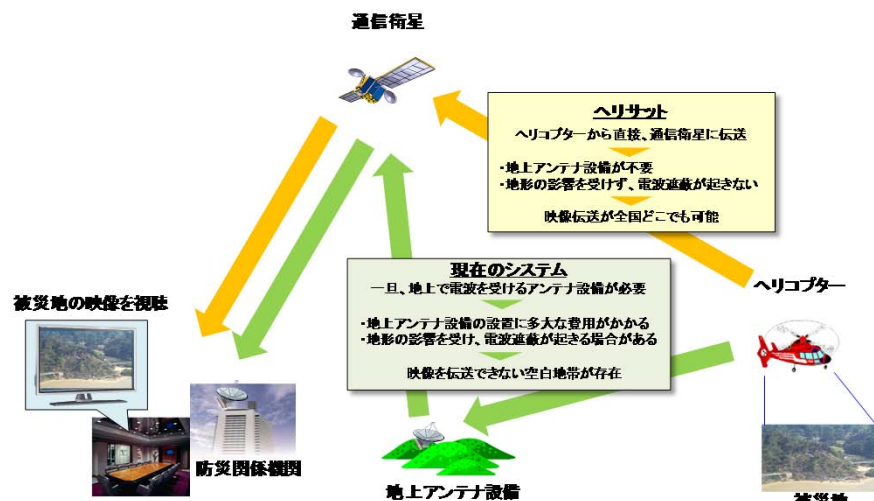 通信衛星
ヘリサット
ヘリコプターから直接、通信衛星に伝送
・地上アンテナ設備が不要
・地形の影響を受けず、電波遮蔽が起きない
映像伝送が全国どこでも可能
現在のシステム
一旦、地上で電波を受けるアンテナ設備が必要
・地上アンテナ設備の設置に多大な費用がかかる
・地形の影響を受け、電波遮蔽が起きる場合がある
映像を伝送できない空白地帯が存在
ヘリコプター
被災地の映像を視聴
防災関係機関
地上アンテナ設備
被災地